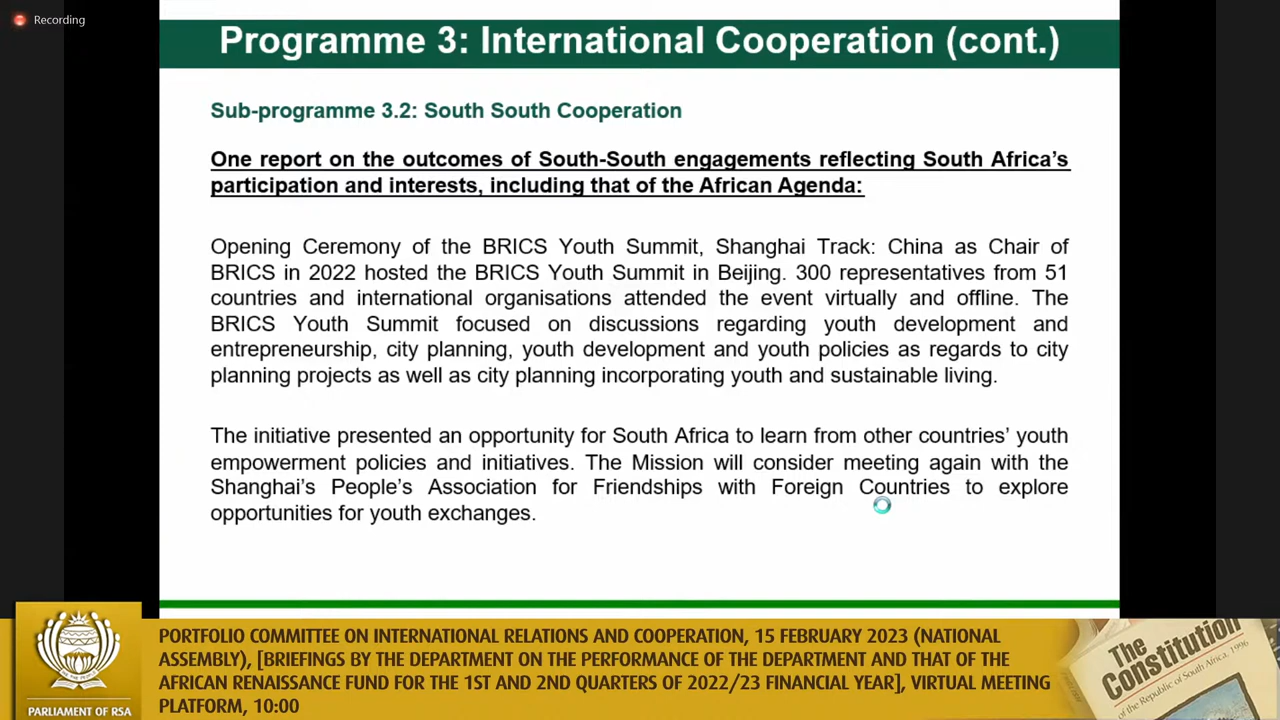 Recording
Programme 3: International Cooperation (cont.)
Sub-programme 3.2: South South Cooperation
One report on the outcomes of South-South engagements reflecting South Africa's
participation and interests, including that of the African Agenda:
Opening Ceremony of the BRICS Youth Summit, Shanghai Track: China as Chair of
BRICS in 2022 hosted the BRICS Youth Summit in Beijing. 300 representatives from 51
countries and international organisations attended the event virtually and offline. The
BRICS Youth Summit focused on discussions regarding youth development and
entrepreneurship, city planning, youth development and youth policies as regards to city
planning projects as well as city planning incorporating youth and sustainable living.
The initiative presented an opportunity for South Africa to learn from other countries' youth
empowerment policies and initiatives. The Mission will consider meeting again with the
Shanghai's People's Association for Friendships with Foreign Countries to explore
opportunities for youth exchanges.
PORTFOLIO COMMITTEE ON INTERNATIONAL RELATIONS AND COOPERATION, 15 FEBRUARY 2023 (NATIONAL
ASSEMBLY), [BRIEFINGS BY THE DEPARTMENT ON THE PERFORMANCE OF THE DEPARTMENT AND THAT OF THE
AFRICAN RENAISSANCE FUND FOR THE 1ST AND 2ND QUARTERS OF 2022/23 FINANCIAL YEAR], VIRTUAL MEETING
PLATFORM, 10:00
PARLIAMENT OF RSA
The
Constitution
of the Republic of South Africa, 1996